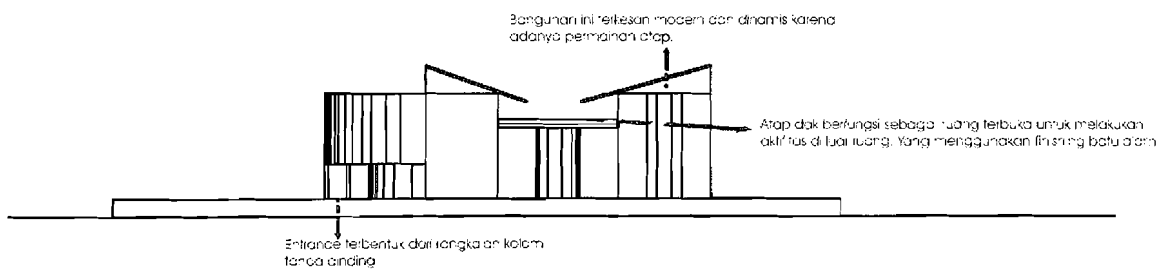 Bangunan ini terkesan modern dan dinamis karena
adanya permainan atap.
Atap dak berfungsi sebagai ruang terbuka untuk melakukan
aktifitas di luar ruang. Yang menggunakan finishing batu alam
Entrance terbentuk dari rangkaian kolom
tanpa dinding